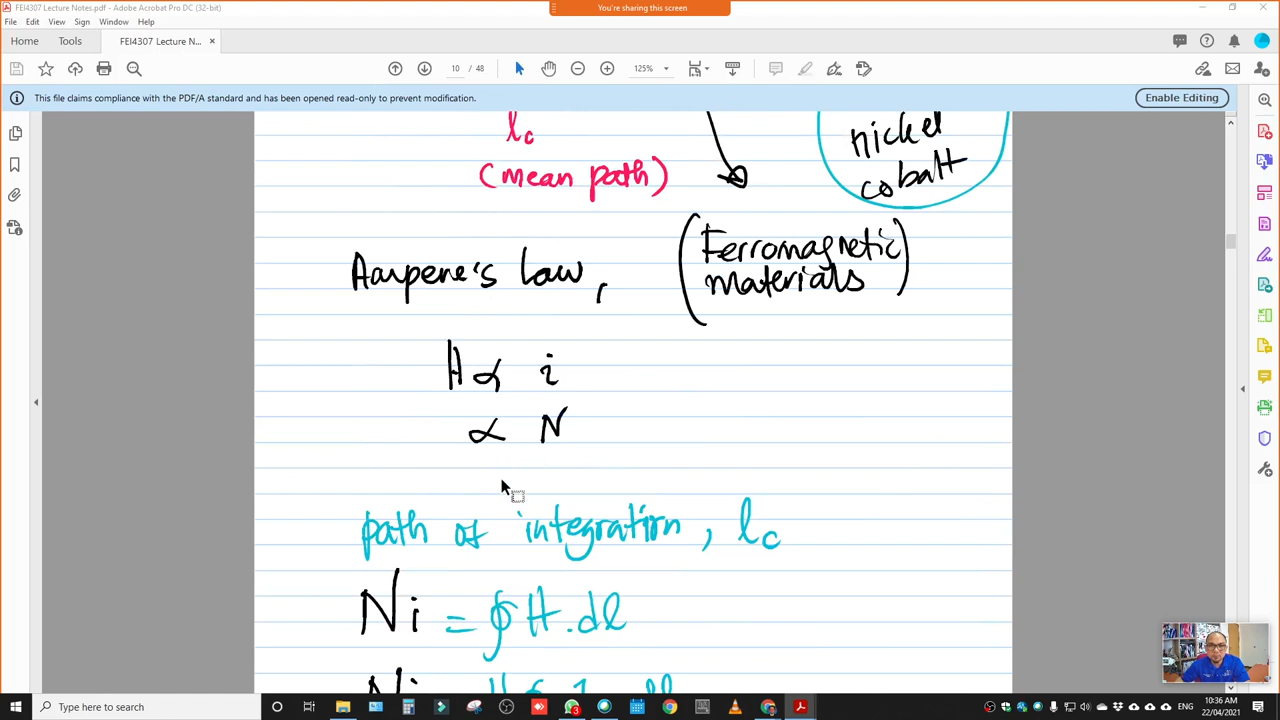 FEI4307 Lecture Notes.pdf - Adobe Acrobat Pro DC (32-bit)
You're sharing this screen
File Edit View Sign Window Help
Home Tools FEI4307 Lecture N... ×
10 / 48 125%
This file claims compliance with the PDF/A standard and has been opened read-only to prevent modification. Enable Editing
lc
(mean path)
nickel
cobalt
Aampene's law,
(Ferromagnetic
materials)
H ∝ i
∝ N
path of integration, lc
Ni = ∮ H.dl
Type here to search
10:36 AM
22/04/2021